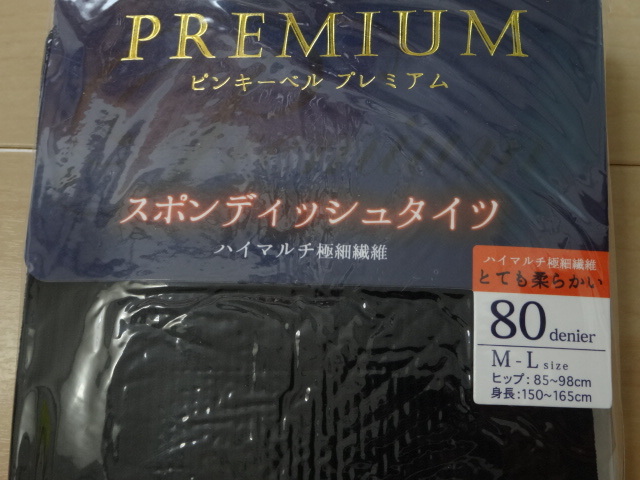 PREMIUM
ピンキーベル プレミアム
スポンディッシュタイツ
ハイマルチ極細繊維
ハイマルチ極細繊維
とても柔らかい
80 denier
M - L size
ヒップ:85~98cm
身長:150~165cm